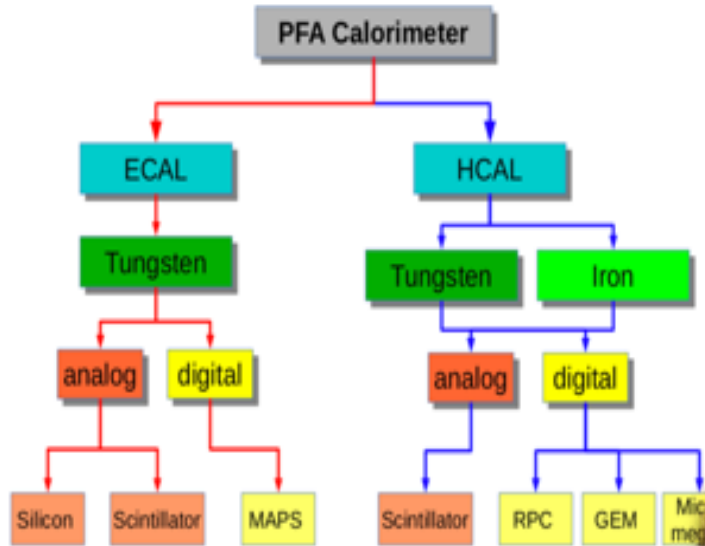 PFA Calorimeter
ECAL
HCAL
Tungsten
Tungsten
Iron
analog
digital
analog
digital
Silicon
Scintillator
MAPS
Scintillator
RPC
GEM